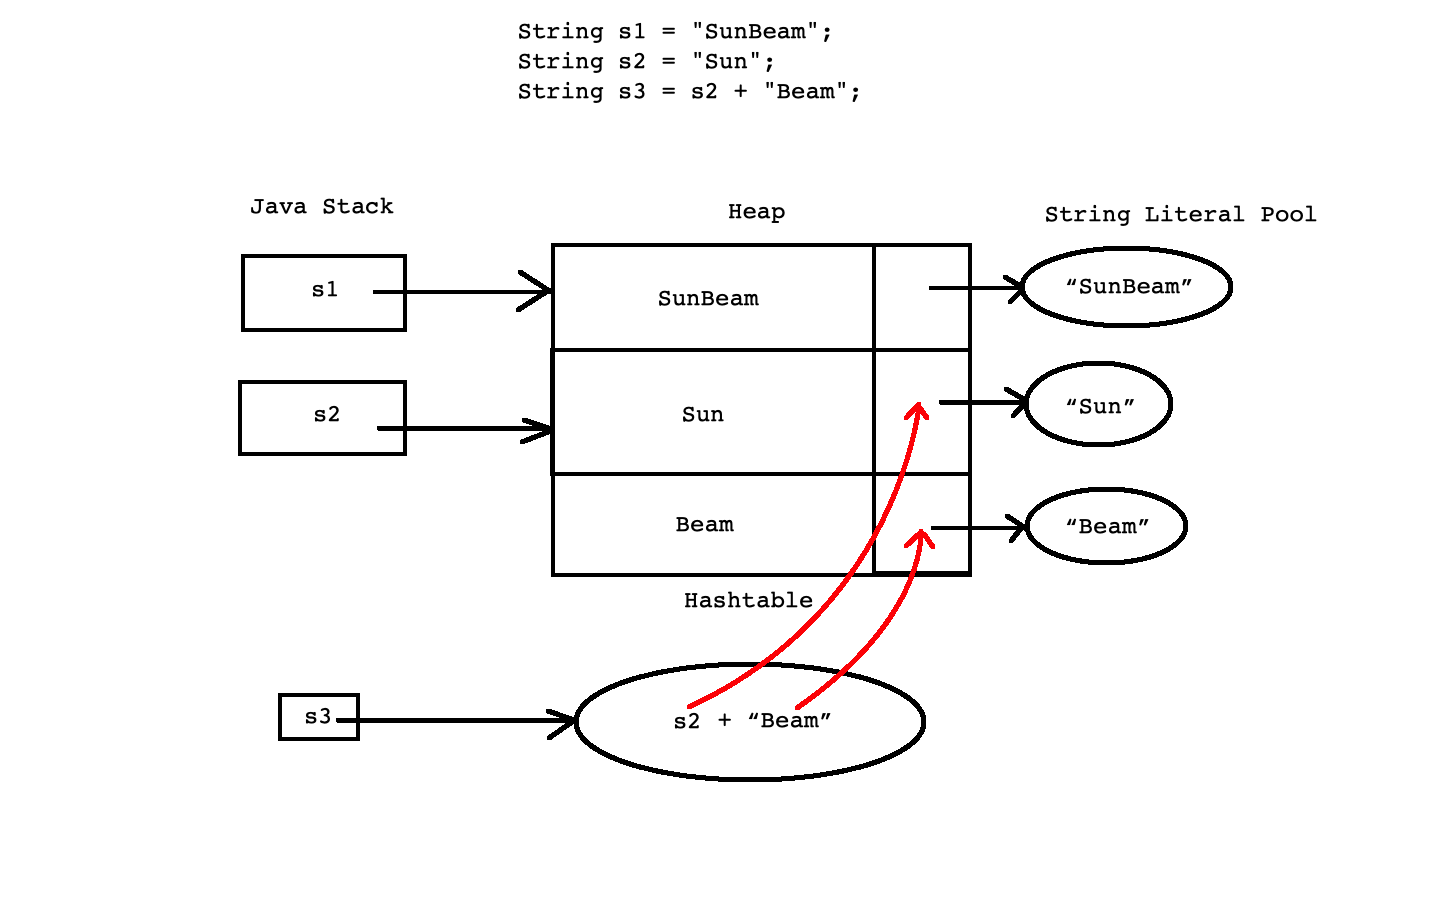 String s1 = "SunBeam";
String s2 = "Sun";
String s3 = s2 + "Beam";
Java Stack
Heap
String Literal Pool
s1
SunBeam
“SunBeam”
s2
Sun
“Sun”
Beam
“Beam”
Hashtable
s3
s2 + “Beam”